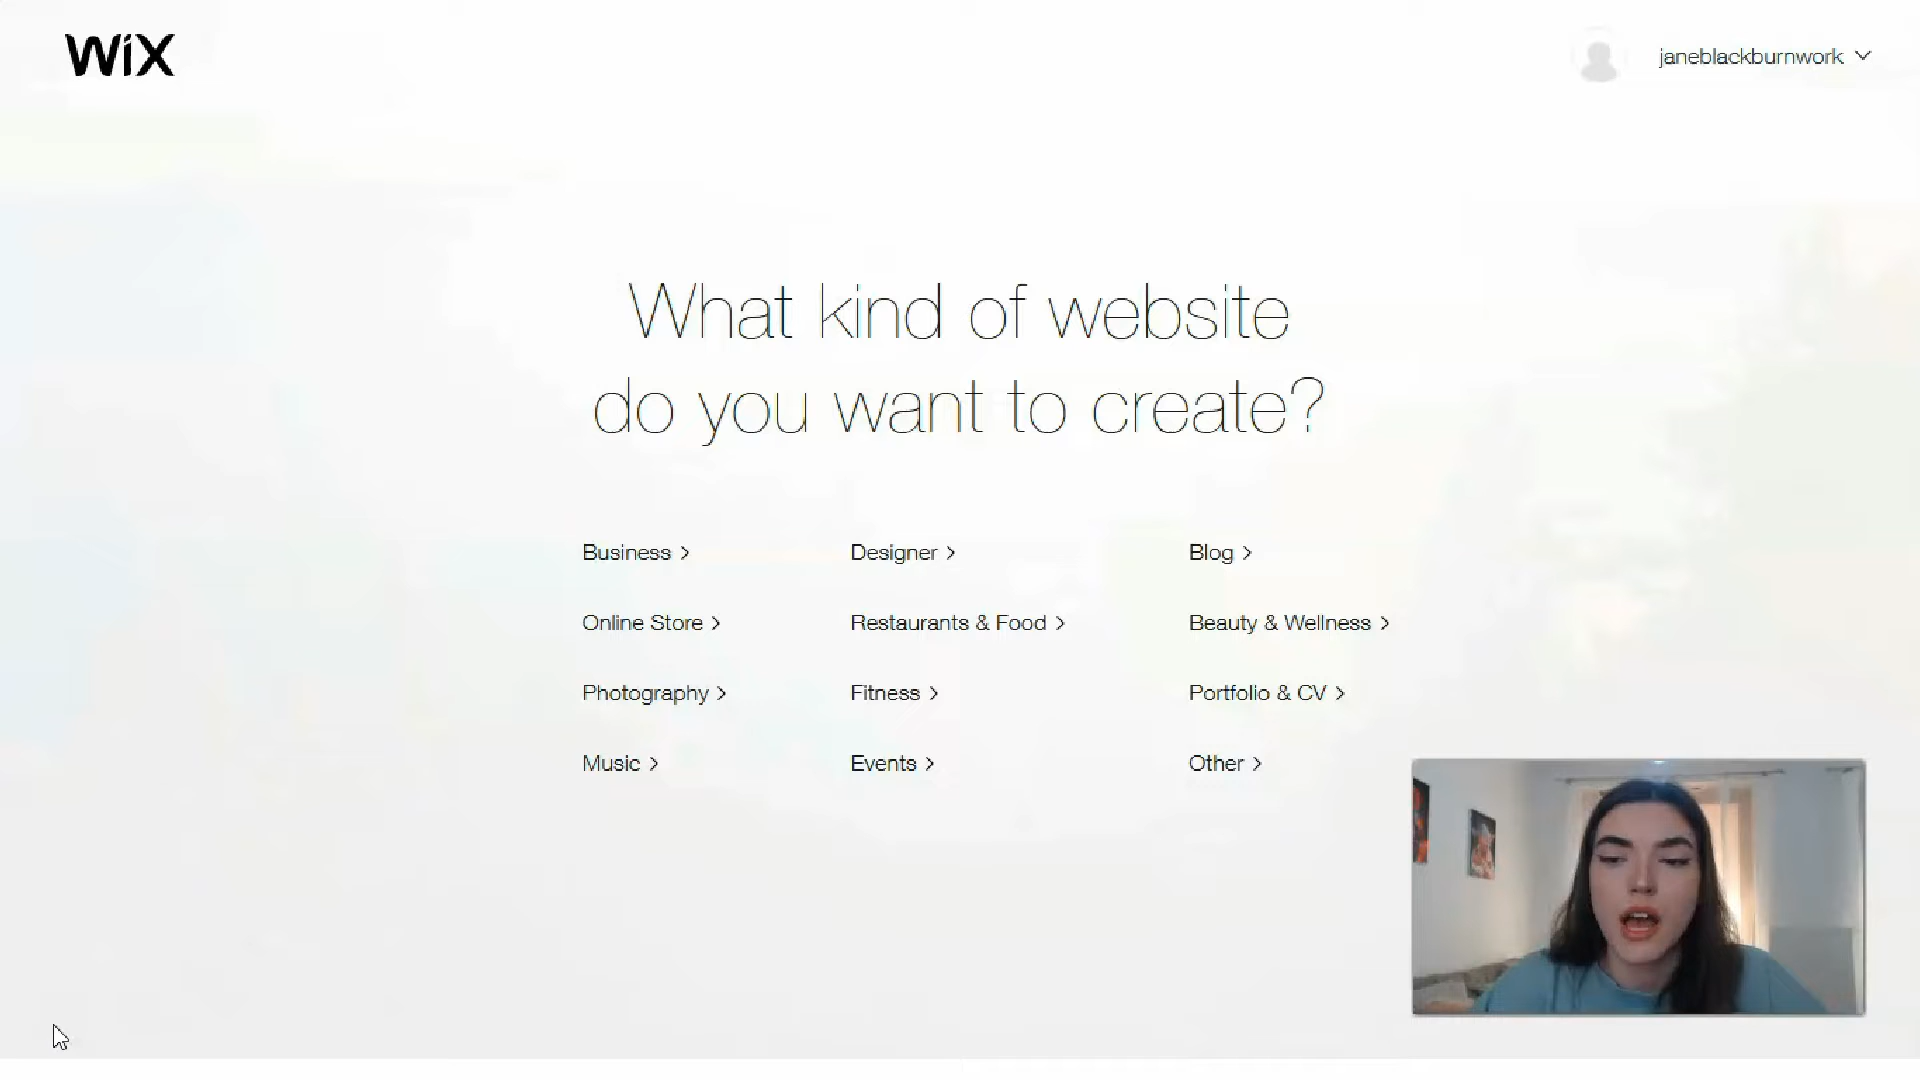 WiX
janeblackburnwork
What kind of website
do you want to create?
Business >
Designer >
Blog >
Online Store >
Restaurants & Food >
Beauty & Wellness >
Photography >
Fitness >
Portfolio & CV >
Music >
Events >
Other >